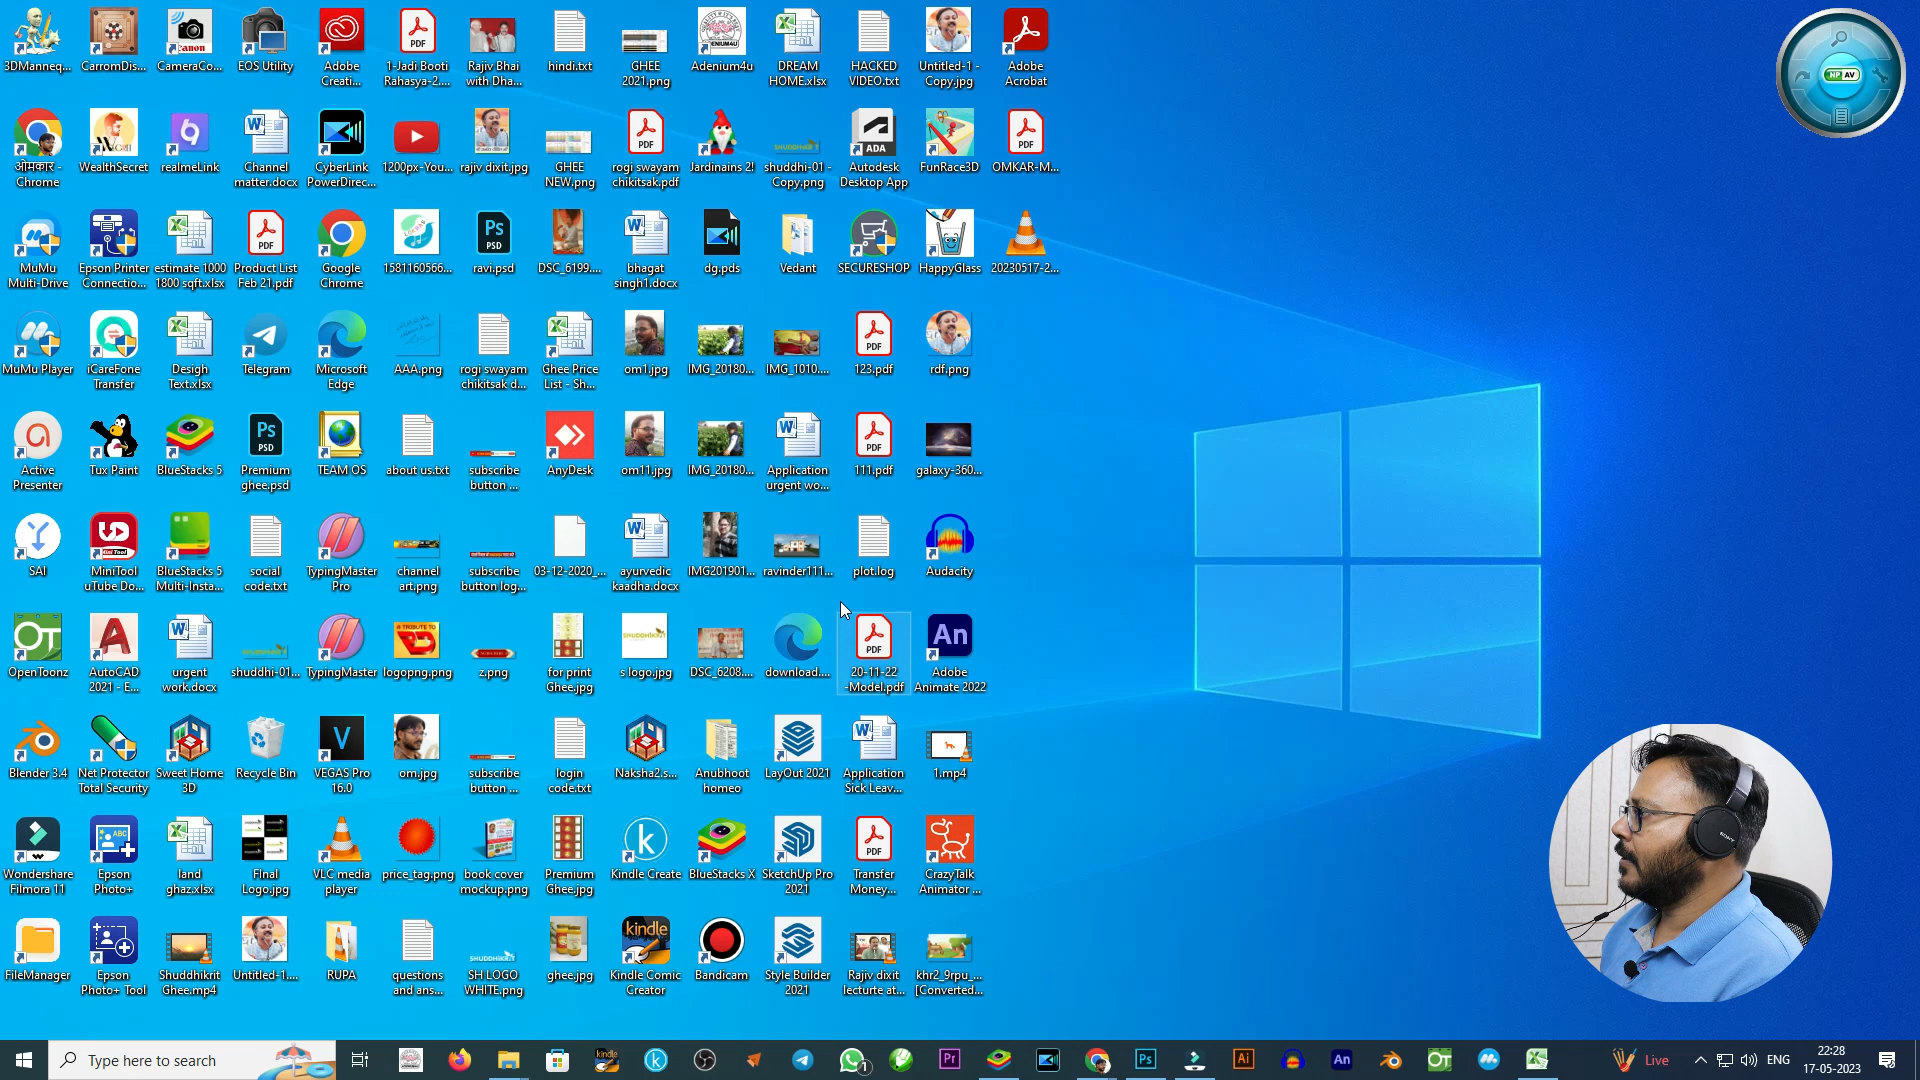 3DManneq...
CarromDis...
CameraCo...
EOS Utility
Adobe
Creati...
1-Jadi Booti
Rahasya-2...
Rajiv Bhai
with Dha...
hindi.txt
GHEE
2021.png
Adenium4u
DREAM
HOME.xlsx
HACKED
VIDEO.txt
Untitled-1 -
Copy.jpg
Adobe
Acrobat
ओमकार -
Chrome
WealthSecret
realmeLink
Channel
matter.docx
CyberLink
PowerDirec...
1200px-You...
rajiv dixit.jpg
GHEE
NEW.png
rogi swayam
chikitsak.pdf
Jardinains 2!
shuddhi-01 -
Copy.png
Autodesk
Desktop App
FunRace3D
OMKAR-M...
MuMu
Multi-Drive
Epson Printer
Connectio...
estimate 1000
1800 sqft.xlsx
Product List
Feb 21.pdf
Google
Chrome
1581160566...
ravi.psd
DSC_6199....
bhagat
singh1.docx
dg.pds
Vedant
SECURESHOP
HappyGlass
20230517-2...
MuMu Player
iCareFone
Transfer
Desigh
Text.xlsx
Telegram
Microsoft
Edge
AAA.png
rogi swayam
chikitsak d...
Ghee Price
List - Sh...
om1.jpg
IMG_20180...
IMG_1010....
123.pdf
rdf.png
Active
Presenter
Tux Paint
BlueStacks 5
Premium
ghee.psd
TEAM OS
about us.txt
subscribe
button ...
AnyDesk
om11.jpg
IMG_20180...
Application
urgent wo...
111.pdf
galaxy-360...
SAI
MiniTool
uTube Do...
BlueStacks 5
Multi-Insta...
social
code.txt
TypingMaster
Pro
channel
art.png
subscribe
button log...
03-12-2020_...
ayurvedic
kaadha.docx
IMG201901...
ravinder111...
plot.log
Audacity
OpenToonz
AutoCAD
2021 - E...
urgent
work.docx
shuddhi-01...
TypingMaster
logopng.png
z.png
for print
Ghee.jpg
s logo.jpg
DSC_6208....
download....
20-11-22
-Model.pdf
Adobe
Animate 2022
Blender 3.4
Net Protector
Total Security
Sweet Home
3D
Recycle Bin
VEGAS Pro
16.0
om.jpg
subscribe
button ...
login
code.txt
Naksha2.s...
Anubhoot
homeo
LayOut 2021
Application
Sick Leav...
1.mp4
Wondershare
Filmora 11
Epson
Photo+
land
ghaz.xlsx
FInal
Logo.jpg
VLC media
player
price_tag.png
book cover
mockup.png
Premium
Ghee.jpg
Kindle Create
BlueStacks X
SketchUp Pro
2021
Transfer
Money...
CrazyTalk
Animator ...
FileManager
Epson
Photo+ Tool
Shuddhikrit
Ghee.mp4
Untitled-1....
RUPA
questions
and ans...
SH LOGO
WHITE.png
ghee.jpg
Kindle Comic
Creator
Bandicam
Style Builder
2021
Rajiv dixit
lecturte at...
khr2_9rpu_...
[Converted...
NP AV
SONY
Type here to search
Live
ENG
22:28
17-05-2023